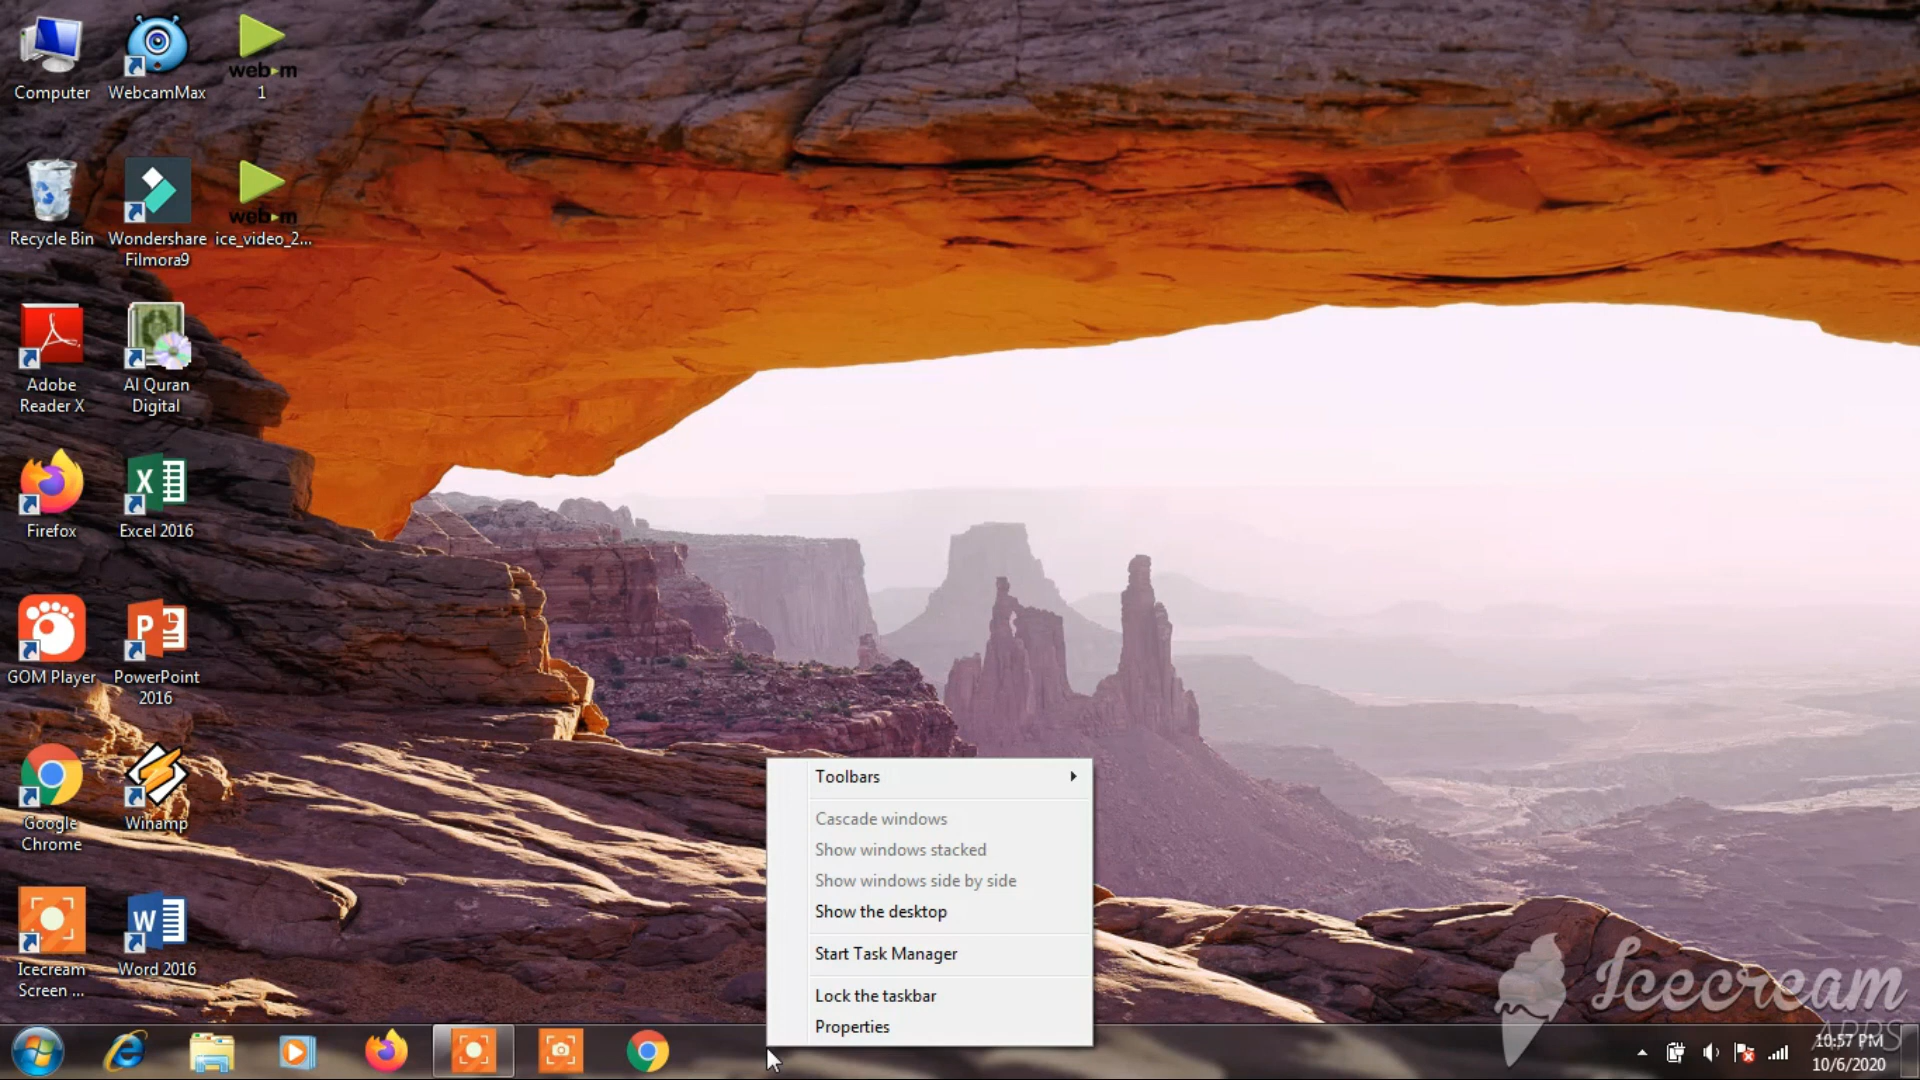 Computer
WebcamMax
web-m
1
Recycle Bin
Wondershare
Filmora9
web-m
ice_video_2...
Adobe
Reader X
Al Quran
Digital
Firefox
Excel 2016
GOM Player
PowerPoint
2016
Google
Chrome
Winamp
Icecream
Screen ...
Word 2016
Toolbars
Cascade windows
Show windows stacked
Show windows side by side
Show the desktop
Start Task Manager
Lock the taskbar
Properties
Icecream
APPS
10:57 PM
10/6/2020